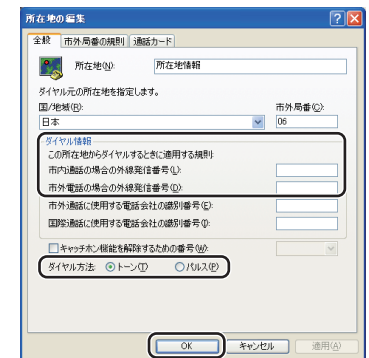 所在地の編集
全般 市外局番の規則 通話カード
所在地(N): 所在地情報
ダイヤル元の所在地を指定します。
国/地域(R): 市外局番(C):
日本 06
ダイヤル情報
この所在地からダイヤルするときに適用する規則:
市内通話の場合の外線発信番号(L):
市外電話の場合の外線発信番号(D):
市外通話に使用する電話会社の識別番号(E):
国際通話に使用する電話会社の識別番号(I):
キャッチホン機能を解除するための番号(W):
ダイヤル方法: トーン(T) パルス(P)
OK キャンセル 適用(A)